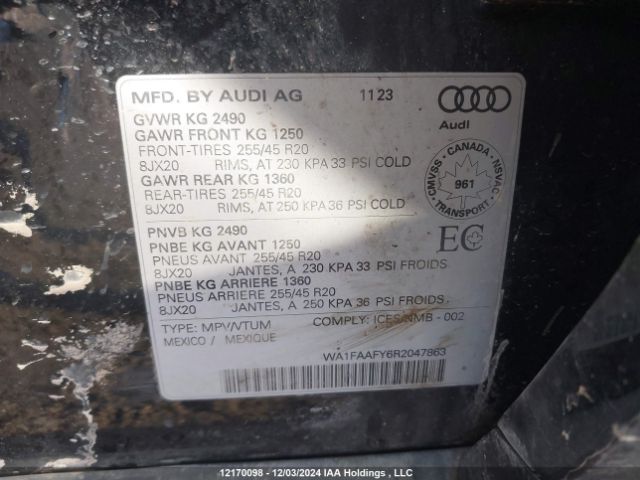 MFD. BY AUDI AG 11 23
GVWR KG 2490
GAWR FRONT KG 1250
FRONT-TIRES 255/45 R20
8JX20 RIMS, AT 230 KPA 33 PSI COLD
GAWR REAR KG 1360
REAR-TIRES 255/45 R20
8JX20 RIMS, AT 250 KPA 36 PSI COLD
Audi
CMVSS - CANADA - NSVAC
961
TRANSPORT
EC
PNVB KG 2490
PNBE KG AVANT 1250
PNEUS AVANT 255/45 R20
8JX20 JANTES, A 230 KPA 33 PSI FROIDS
PNBE KG ARRIERE 1360
PNEUS ARRIERE 255/45 R20
8JX20 JANTES, A 250 KPA 36 PSI FROIDS.
TYPE: MPV/VTUM COMPLY: ICES/NMB - 002
MEXICO / MEXIQUE
WA1FAAFY6R2047863
12170098 - 12/03/2024 IAA Holdings , LLC